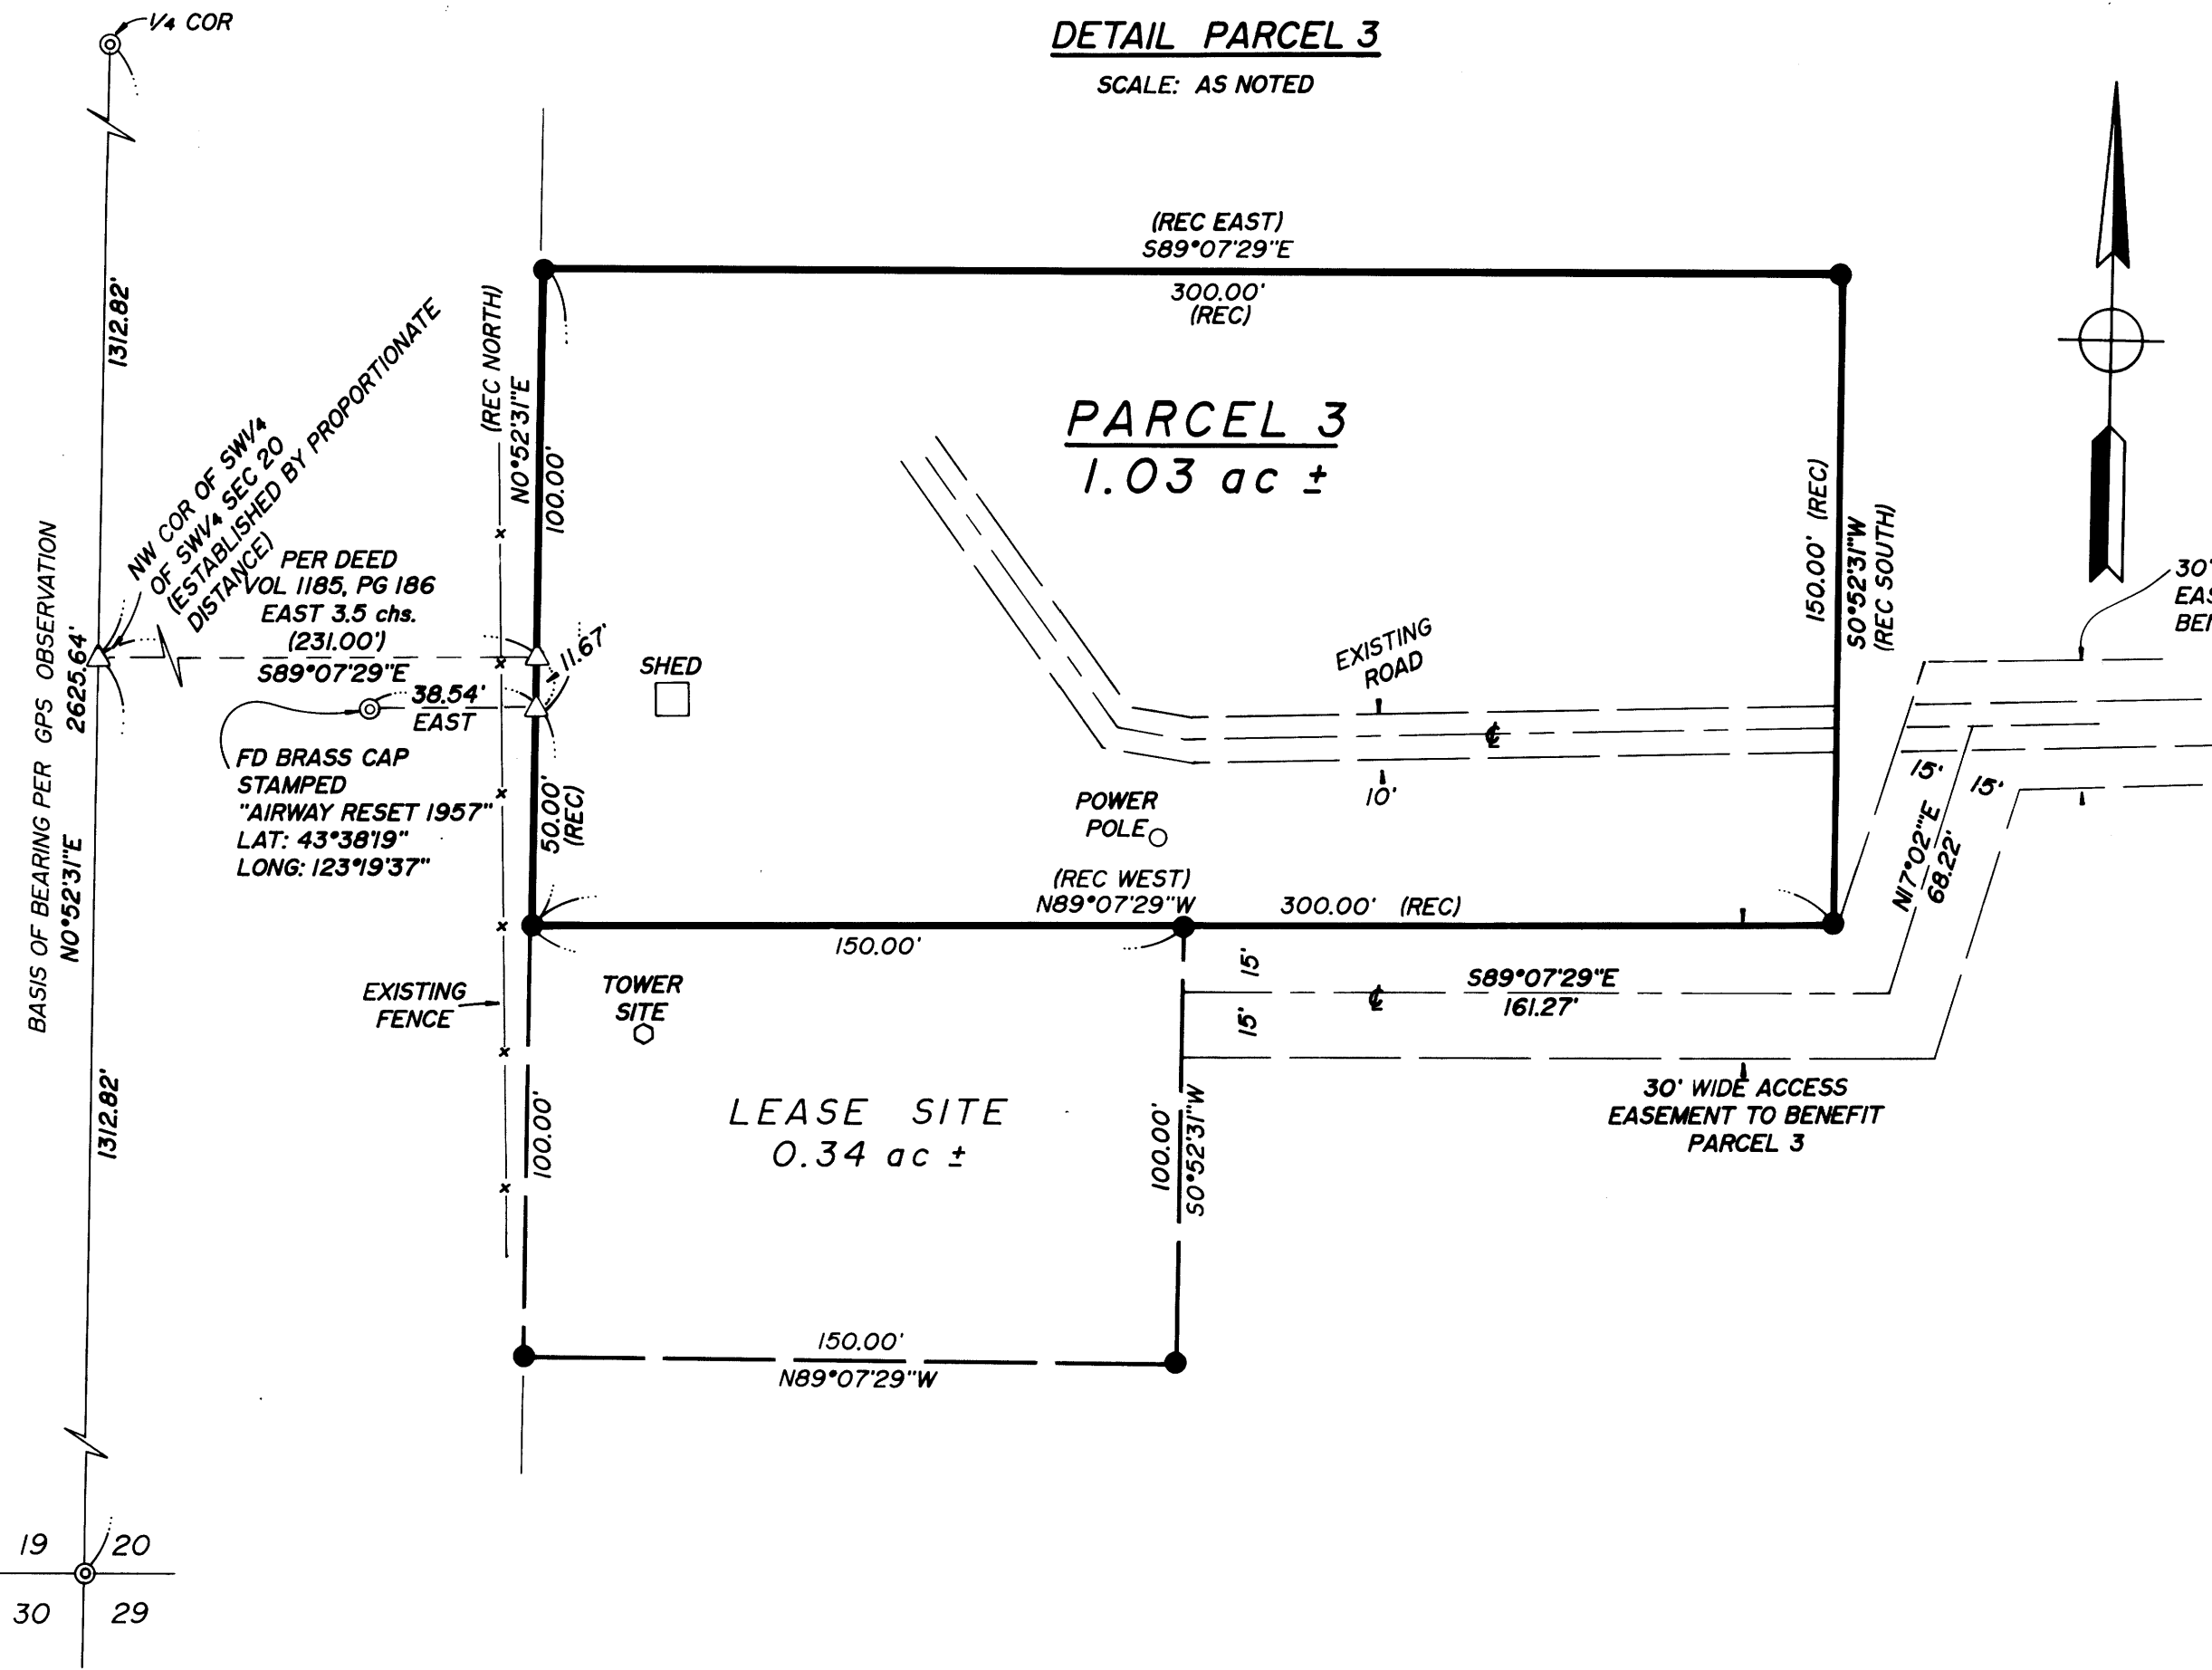 1/4 COR
DETAIL PARCEL 3
SCALE: AS NOTED
(REC EAST)
S89°07'29"E
300.00'
(REC)
1312.82'
(REC NORTH)
N0°52'31"E
100.00'
PARCEL 3
1.03 ac ±
150.00' (REC)
S0°52'31"W
(REC SOUTH)
NW COR OF SW1/4
OF SW1/4 SEC 20
(ESTABLISHED BY PROPORTIONATE
DISTANCE)
PER DEED
VOL 1185, PG 186
EAST 3.5 chs.
(231.00')
S89°07'29"E
38.54'
EAST
11.67'
SHED
EXISTING
ROAD
10'
30'
EAS
BEN
BASIS OF BEARING PER GPS OBSERVATION
N0°52'31"E 2625.64'
FD BRASS CAP
STAMPED
"AIRWAY RESET 1957"
LAT: 43°38'19"
LONG: 123°19'37"
50.00'
(REC)
POWER
POLE
15'
15'
N17°02'"E
68.22'
(REC WEST)
N89°07'29"W
300.00' (REC)
150.00'
EXISTING
FENCE
TOWER
SITE
15'
15'
S89°07'29"E
161.27'
30' WIDE ACCESS
EASEMENT TO BENEFIT
PARCEL 3
1312.82'
100.00'
LEASE SITE
0.34 ac ±
100.00'
S0°52'31"W
150.00'
N89°07'29"W
19 20
30 29